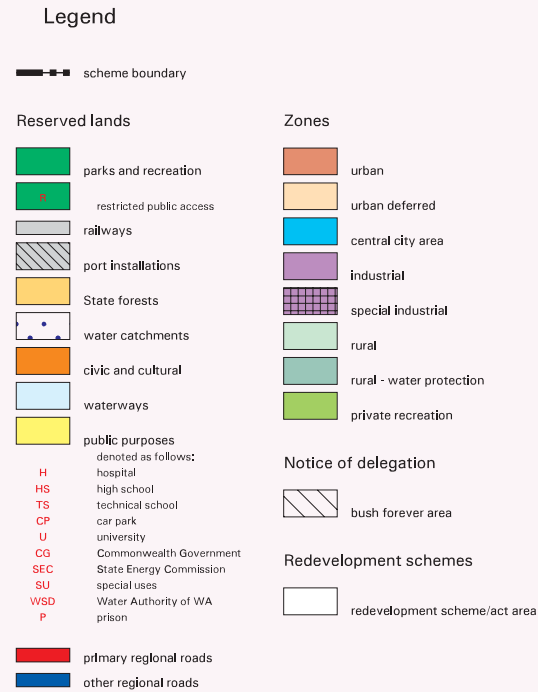 Legend
scheme boundary
Reserved lands
parks and recreation
R
restricted public access
railways
port installations
State forests
water catchments
civic and cultural
waterways
public purposes
denoted as follows:
H hospital
HS high school
TS technical school
CP car park
U university
CG Commonwealth Government
SEC State Energy Commission
SU special uses
WSD Water Authority of WA
P prison
primary regional roads
other regional roads
Zones
urban
urban deferred
central city area
industrial
special industrial
rural
rural - water protection
private recreation
Notice of delegation
bush forever area
Redevelopment schemes
redevelopment scheme/act area